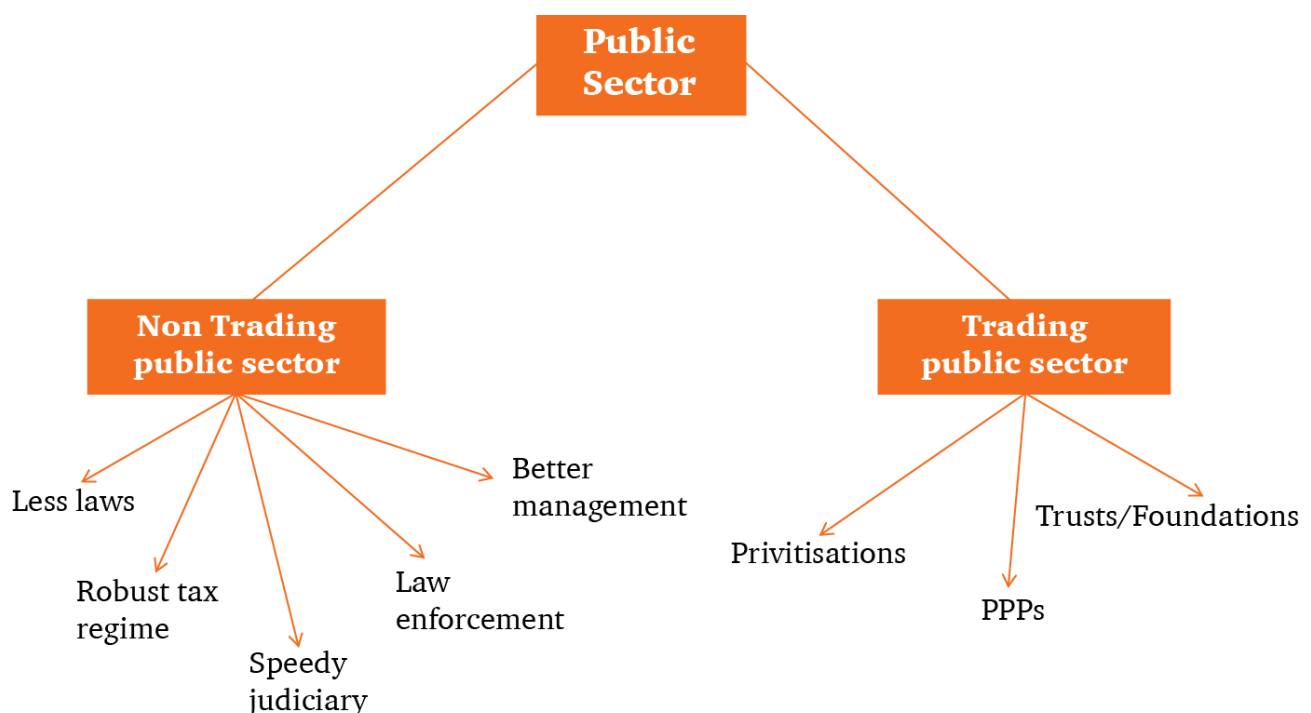 Public
Sector
Non Trading
public sector
Trading
public sector
Less laws
Robust tax
regime
Speedy
judiciary
Law
enforcement
Better
management
Privitisations
PPPs
Trusts/Foundations